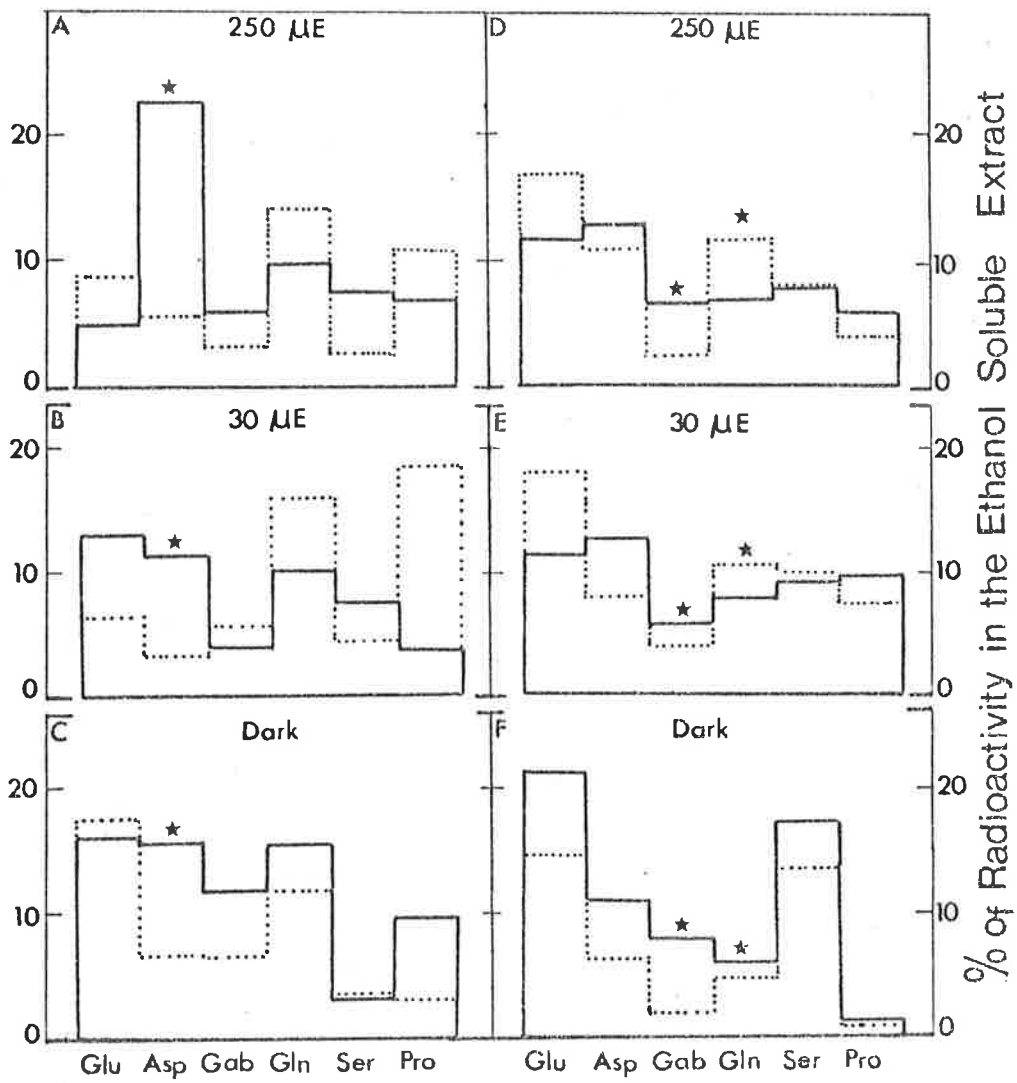 A 250 µE
D 250 µE
20
10
0
20
10
0
B 30 µE
E 30 µE
20
10
0
20
10
0
C Dark
F Dark
20
10
0
20
10
0
Glu Asp Gab Gln Ser Pro
Glu Asp Gab Gln Ser Pro
% of Radioactivity in the Ethanol Soluble Extract